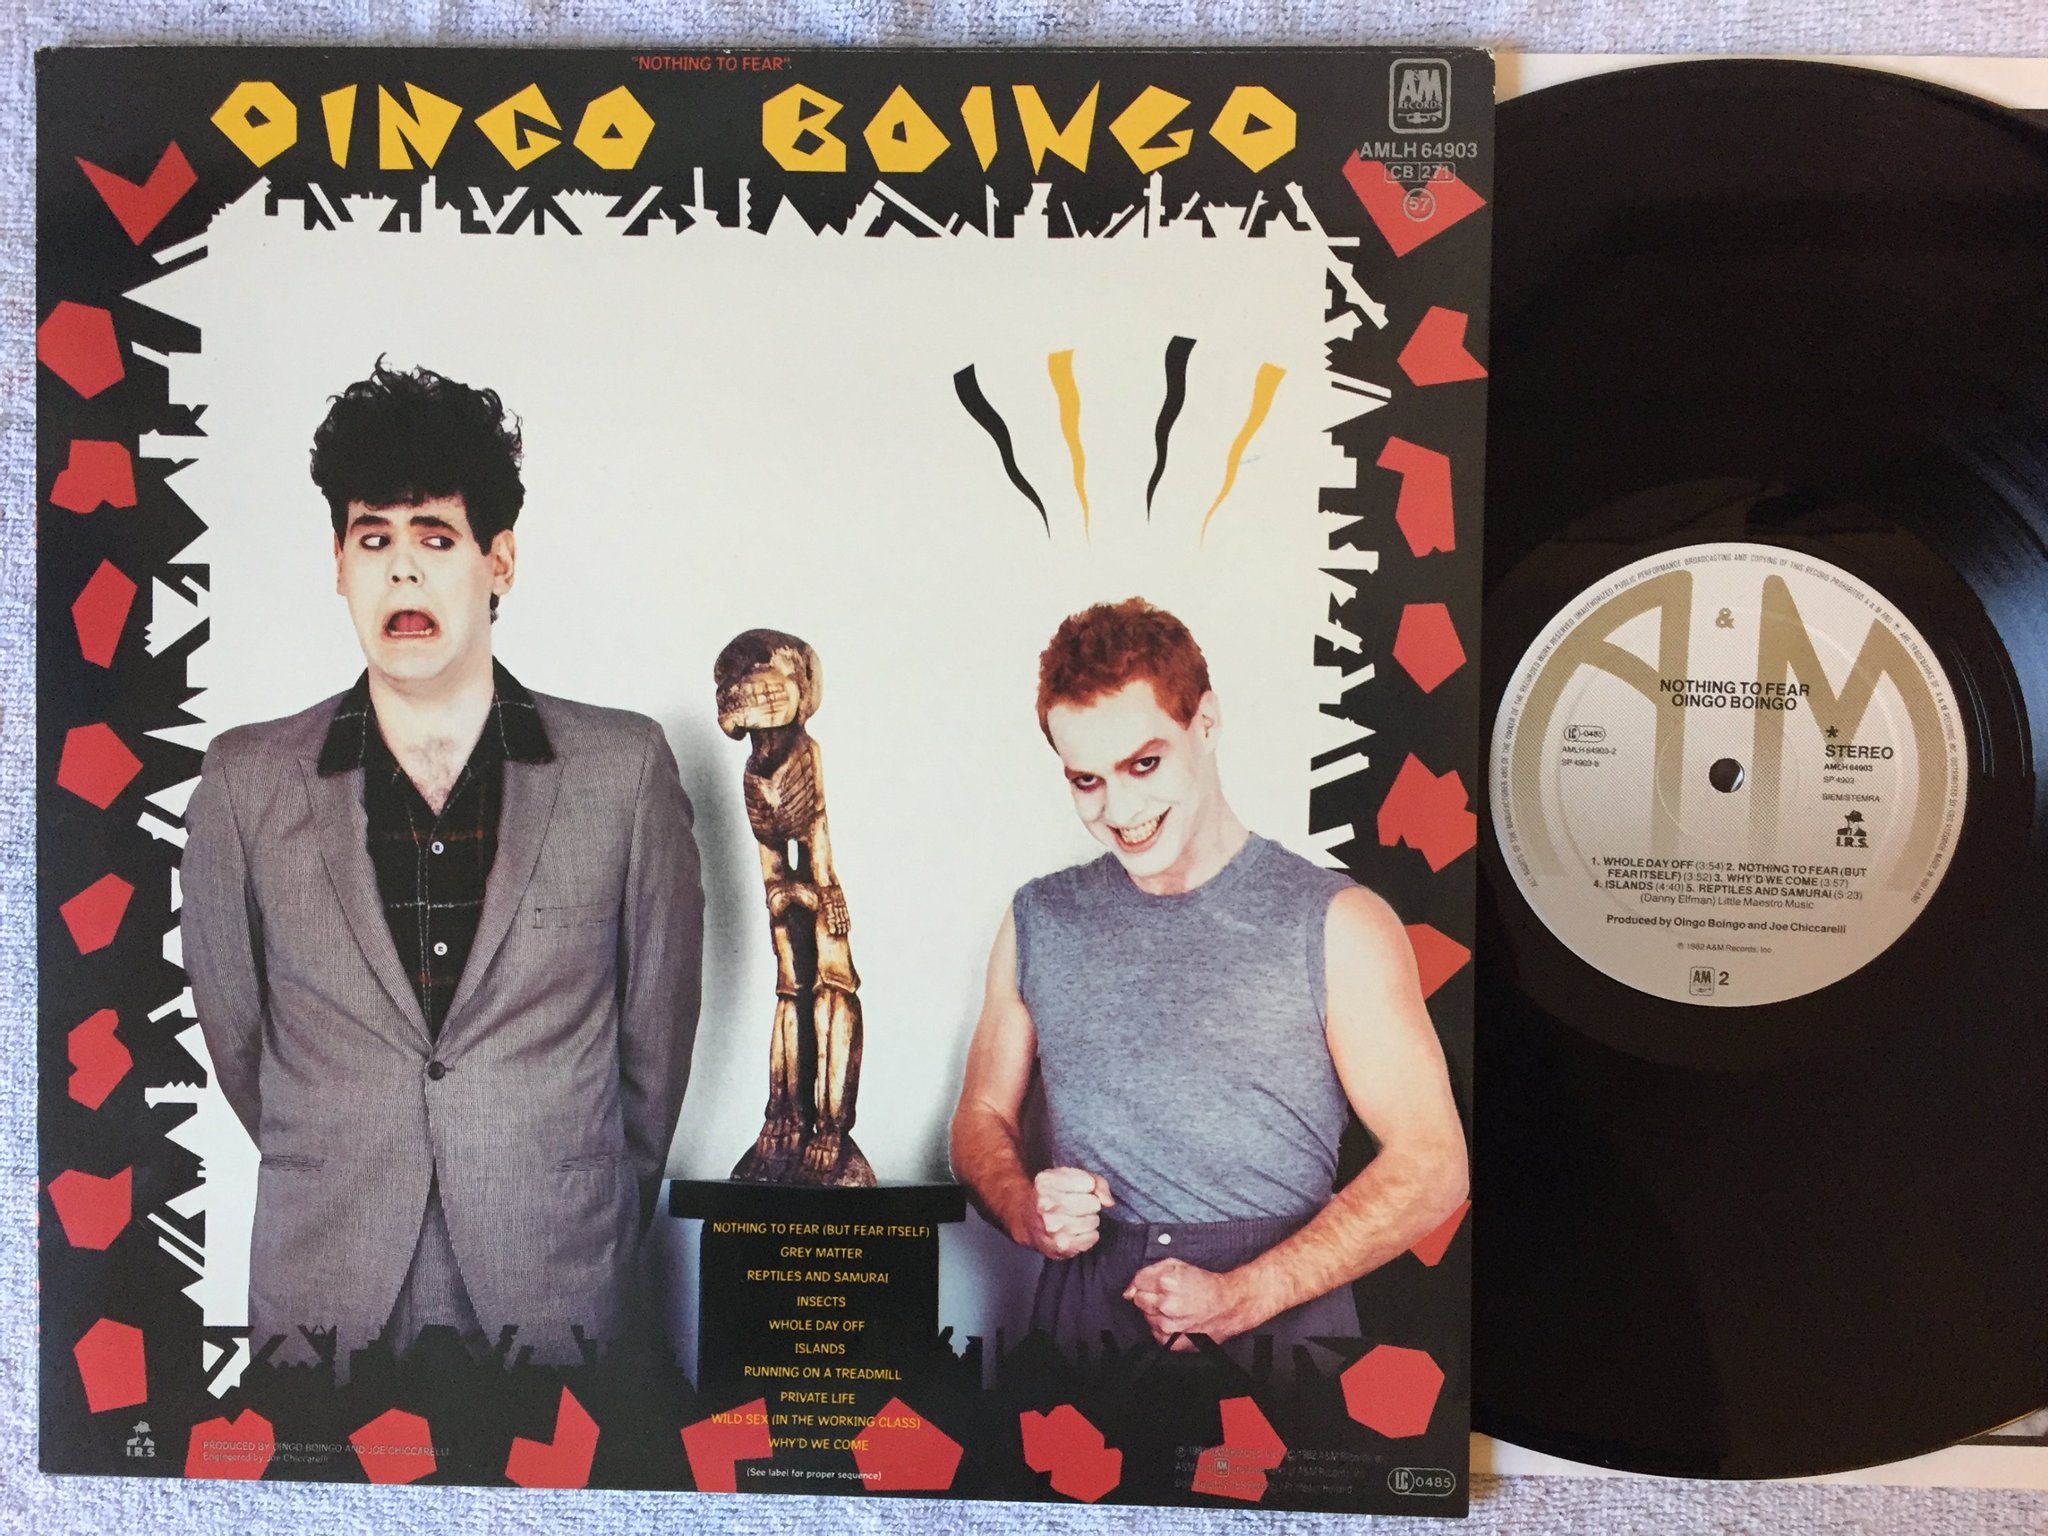 "NOTHING TO FEAR"
OINGO BOINGO
A&M
RECORDS
AMLH 64903
CB 271
57
NOTHING TO FEAR (BUT FEAR ITSELF)
GREY MATTER
REPTILES AND SAMURAI
INSECTS
WHOLE DAY OFF
ISLANDS
RUNNING ON A TREADMILL
PRIVATE LIFE
WILD SEX (IN THE WORKING CLASS)
WHY'D WE COME
(See label for proper sequence)
I.R.S.
PRODUCED BY OINGO BOINGO AND JOE CHICCARELLI
Engineered by Joe Chiccarelli
LC 0485
A&M
NOTHING TO FEAR
OINGO BOINGO
LC-0485
AMLH 64903-2
*
STEREO
AMLH 64903
SP 4903
BIEM/STEMRA
I.R.S.
1. WHOLE DAY OFF (3:54) 2. NOTHING TO FEAR (BUT
FEAR ITSELF) (3:52) 3. WHY'D WE COME (3:57)
4. ISLANDS (4:40) 5. REPTILES AND SAMURAI (5:23)
(Danny Elfman) Little Maestro Music
Produced by Oingo Boingo and Joe Chiccarelli
℗ 1982 A&M Records, Inc
AM 2